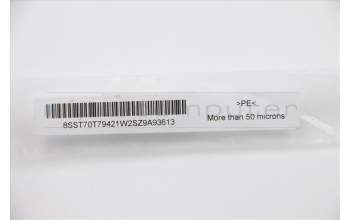 >PE<
8SST70T79421W2SZ9A93613
More than 50 microns